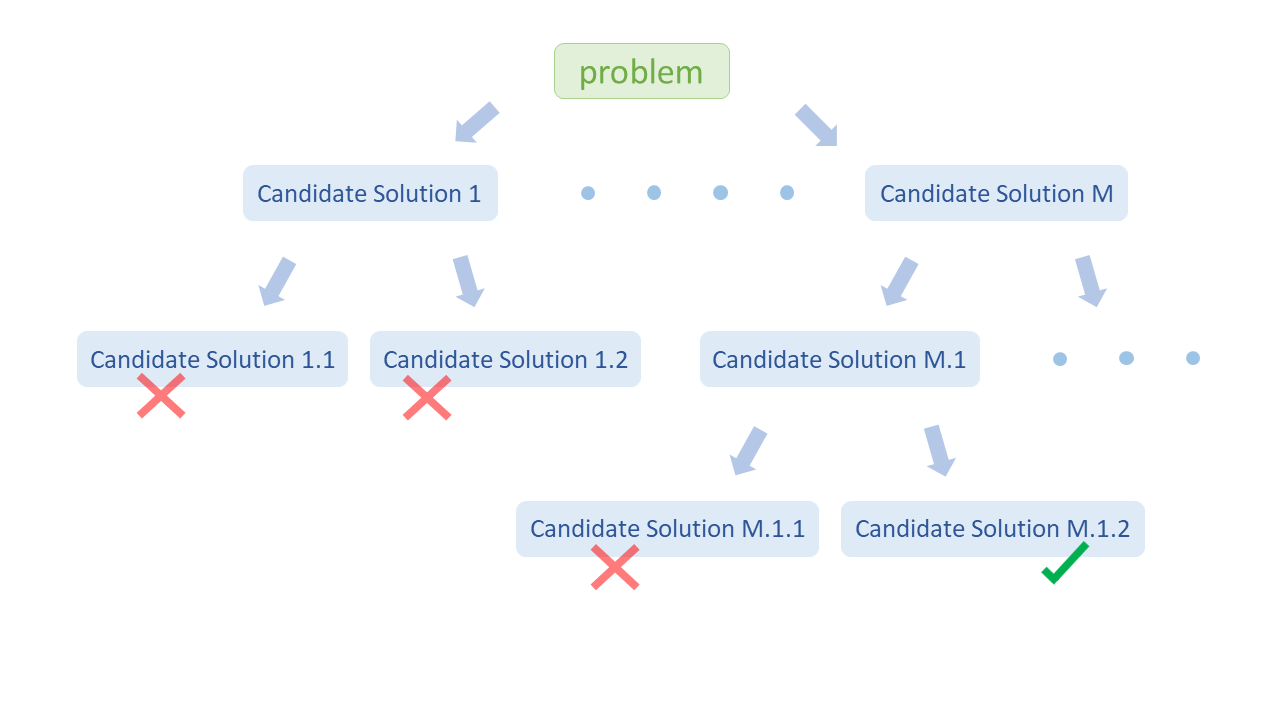 problem
Candidate Solution 1
Candidate Solution M
Candidate Solution 1.1
Candidate Solution 1.2
Candidate Solution M.1
Candidate Solution M.1.1
Candidate Solution M.1.2